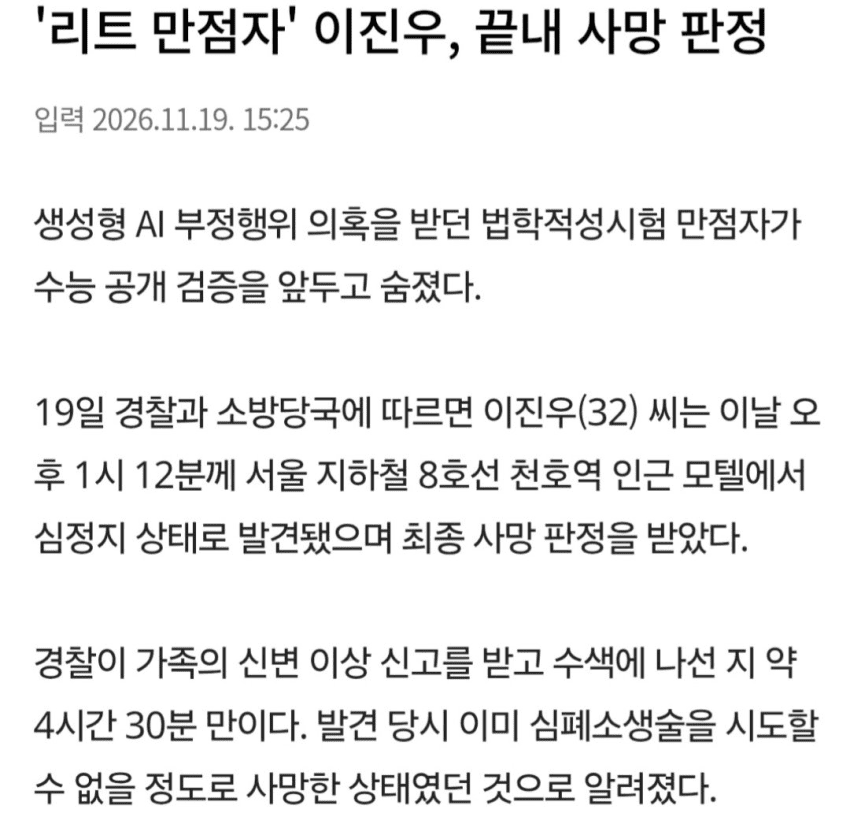 '리트 만점자' 이진우, 끝내 사망 판정
입력 2026.11.19. 15:25
생성형 AI 부정행위 의혹을 받던 법학적성시험 만점자가
수능 공개 검증을 앞두고 숨졌다.
19일 경찰과 소방당국에 따르면 이진우(32) 씨는 이날 오
후 1시 12분께 서울 지하철 8호선 천호역 인근 모텔에서
심정지 상태로 발견됐으며 최종 사망 판정을 받았다.
경찰이 가족의 신변 이상 신고를 받고 수색에 나선 지 약
4시간 30분 만이다. 발견 당시 이미 심폐소생술을 시도할
수 없을 정도로 사망한 상태였던 것으로 알려졌다.